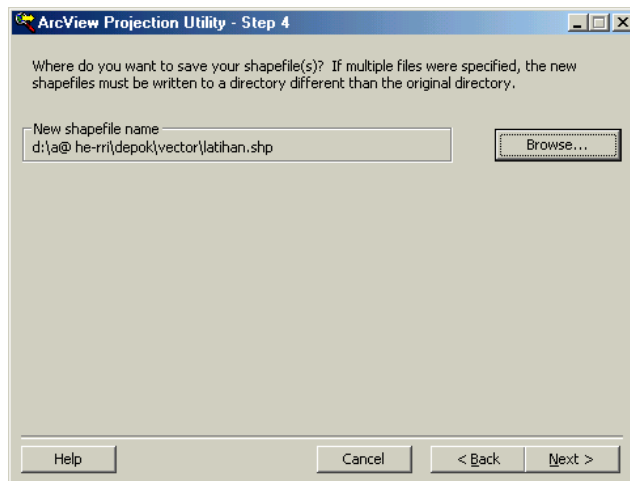 ArcView Projection Utility - Step 4
Where do you want to save your shapefile(s)? If multiple files were specified, the new
shapefiles must be written to a directory different than the original directory.
New shapefile name
d:\a@ he-rri\depok\vector\latihan.shp
Browse...
Help
Cancel
< Back
Next >